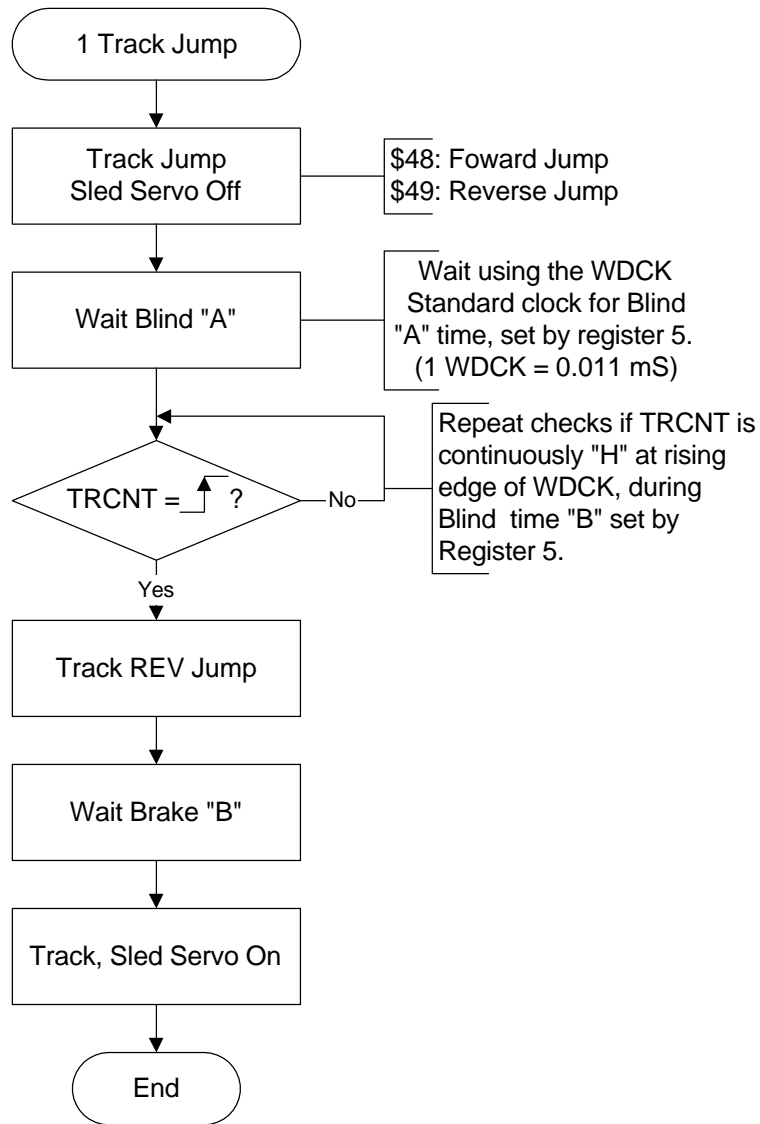 1 Track Jump
Track Jump
Sled Servo Off
$48: Foward Jump
$49: Reverse Jump
Wait Blind "A"
Wait using the WDCK
Standard clock for Blind
"A" time, set by register 5.
(1 WDCK = 0.011 mS)
TRCNT = ?
No
Repeat checks if TRCNT is
continuously "H" at rising
edge of WDCK, during
Blind time "B" set by
Register 5.
Yes
Track REV Jump
Wait Brake "B"
Track, Sled Servo On
End